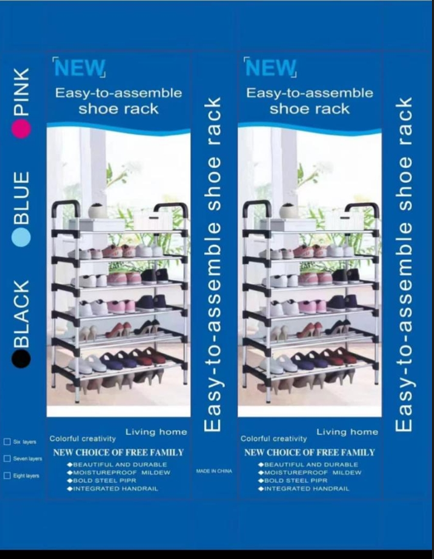 PINK
BLUE
BLACK
Six layers
Seven layers
Eight layers
NEW
Easy-to-assemble
shoe rack
Living home
Colorful creativity
NEW CHOICE OF FREE FAMILY
◆BEAUTIFUL AND DURABLE
◆MOISTUREPROOF MILDEW
◆BOLD STEEL PIPR
◆INTEGRATED HANDRAIL
Easy-to-assemble shoe rack
MADE IN CHINA
NEW
Easy-to-assemble
shoe rack
Living home
Colorful creativity
NEW CHOICE OF FREE FAMILY
◆BEAUTIFUL AND DURABLE
◆MOISTUREPROOF MILDEW
◆BOLD STEEL PIPR
◆INTEGRATED HANDRAIL
Easy-to-assemble shoe rack